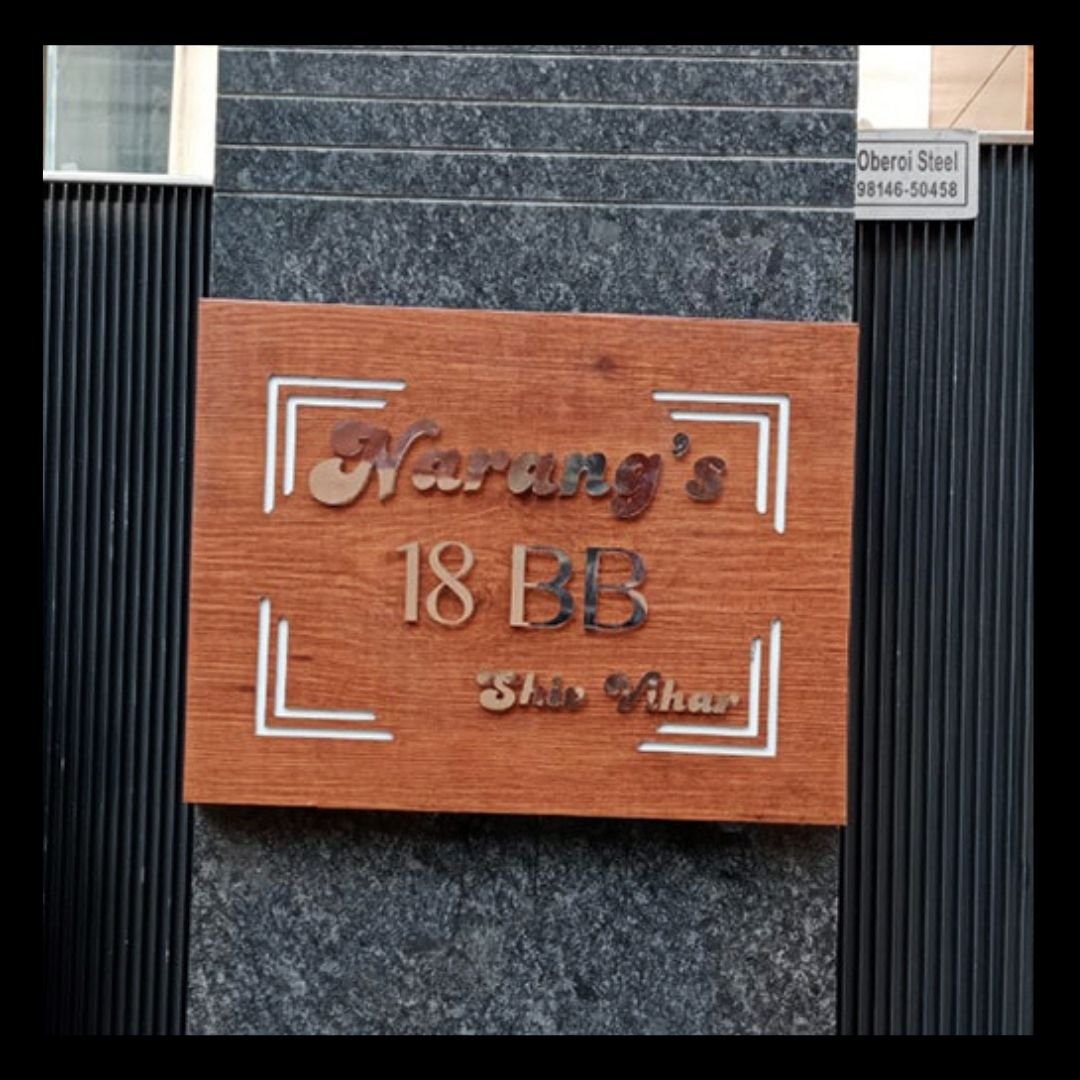 Oberoi Steel
98146-50458
Narang's
18 BB
Shiv Vihar